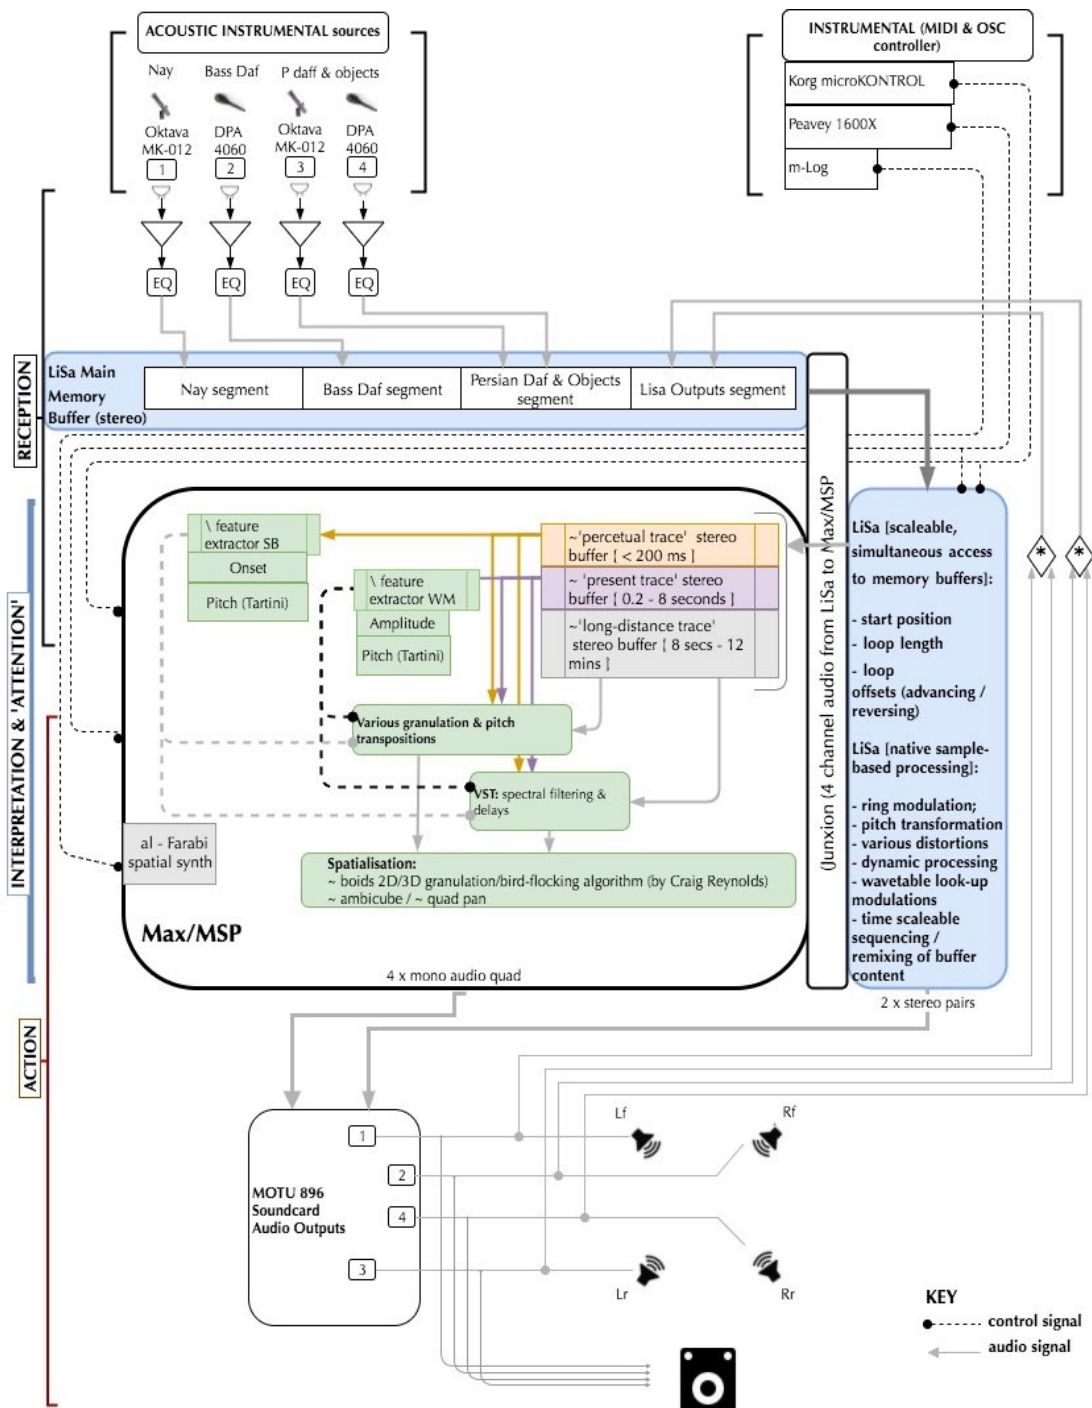 ACOUSTIC INSTRUMENTAL sources
Nay
Bass Daf
P daff & objects
Oktava
MK-012
DPA
4060
Oktava
MK-012
DPA
4060
1
2
3
4
EQ
EQ
EQ
EQ
INSTRUMENTAL (MIDI & OSC
controller)
Korg microKONTROL
Peavey 1600X
m-Log
RECEPTION
INTERPRETATION & 'ATTENTION'
ACTION
LiSa Main
Memory
Buffer (stereo)
Nay segment
Bass Daf segment
Persian Daf & Objects
segment
Lisa Outputs segment
(Junxion (4 channel audio from LiSa to Max/MSP
\ feature
extractor SB
Onset
Pitch (Tartini)
\ feature
extractor WM
Amplitude
Pitch (Tartini)
~'percetual trace' stereo
buffer { < 200 ms }
~ 'present trace' stereo
buffer { 0.2 - 8 seconds }
~'long-distance trace'
stereo buffer { 8 secs - 12
mins }
Various granulation & pitch
transpositions
VST: spectral filtering &
delays
al - Farabi
spatial synth
Spatialisation:
~ boids 2D/3D granulation/bird-flocking algorithm (by Craig Reynolds)
~ ambicube / ~ quad pan
Max/MSP
4 x mono audio quad
LiSa [scaleable,
simultaneous access
to memory buffers]:
- start position
- loop length
- loop
offsets (advancing /
reversing)
LiSa [native sample-
based processing]:
- ring modulation;
- pitch transformation
- various distortions
- dynamic processing
- wavetable look-up
modulations
- time scaleable
sequencing /
remixing of buffer
content
*
*
2 x stereo pairs
MOTU 896
Soundcard
Audio Outputs
1
2
4
3
Lf
Rf
Lr
Rr
KEY
control signal
audio signal